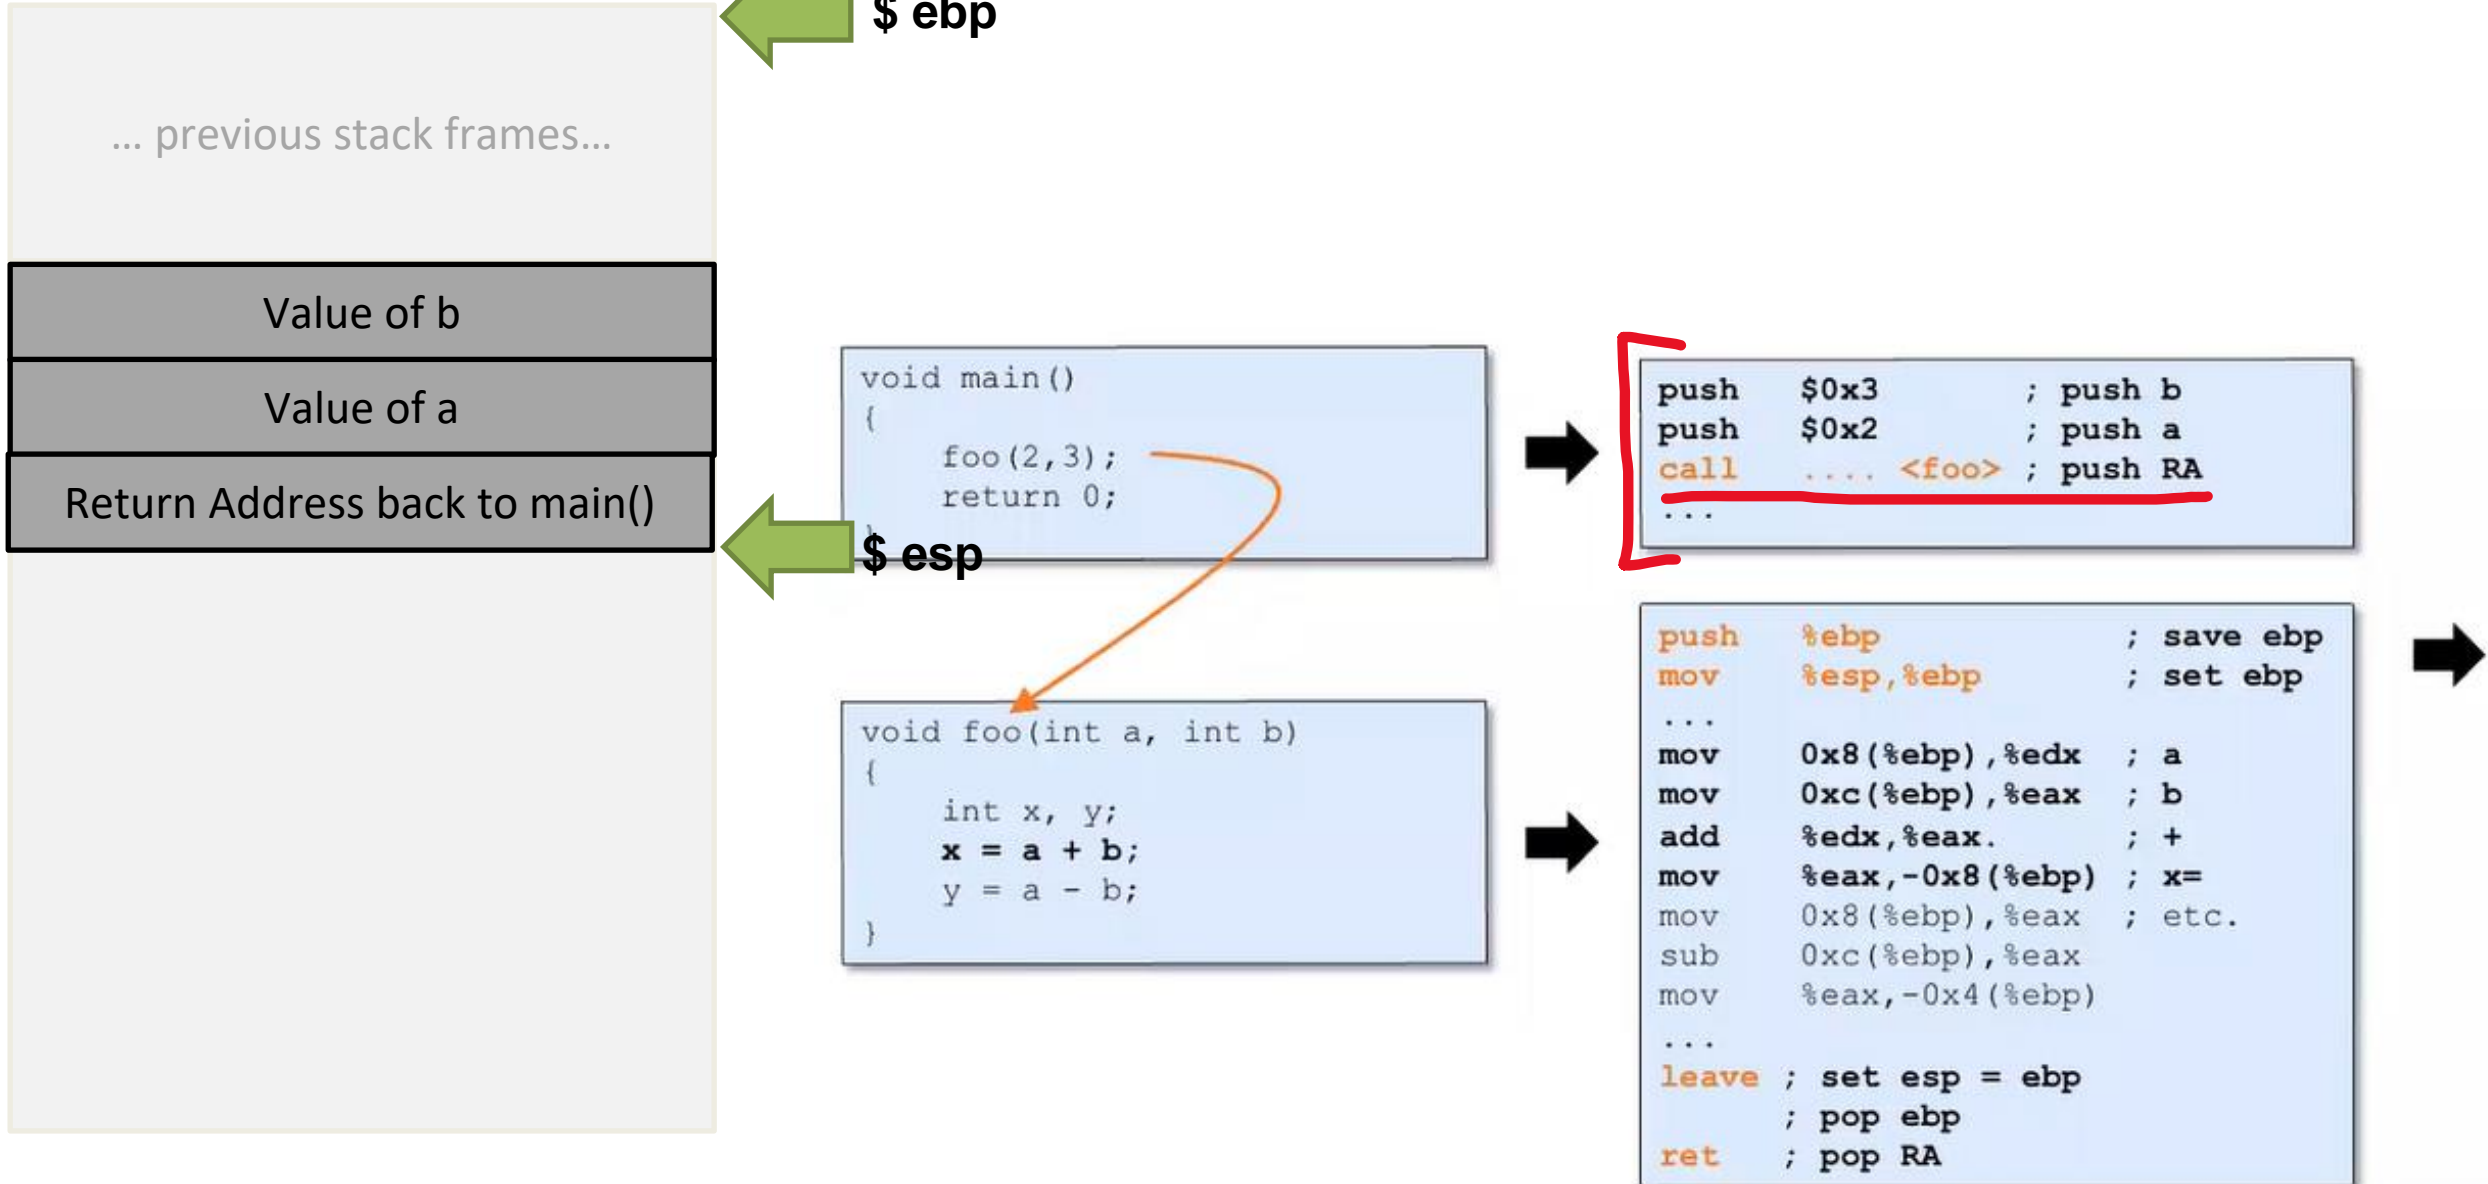 $ ebp
... previous stack frames...
Value of b
Value of a
Return Address back to main()
$ esp
void main()
{
foo(2,3);
return 0;
}
void foo(int a, int b)
{
int x, y;
x = a + b;
y = a - b;
}
push $0x3 ; push b
push $0x2 ; push a
call .... <foo> ; push RA
...
push %ebp ; save ebp
mov %esp,%ebp ; set ebp
...
mov 0x8(%ebp),%edx ; a
mov 0xc(%ebp),%eax ; b
add %edx,%eax. ; +
mov %eax,-0x8(%ebp) ; x=
mov 0x8(%ebp),%eax ; etc.
sub 0xc(%ebp),%eax
mov %eax,-0x4(%ebp)
...
leave ; set esp = ebp
; pop ebp
ret ; pop RA